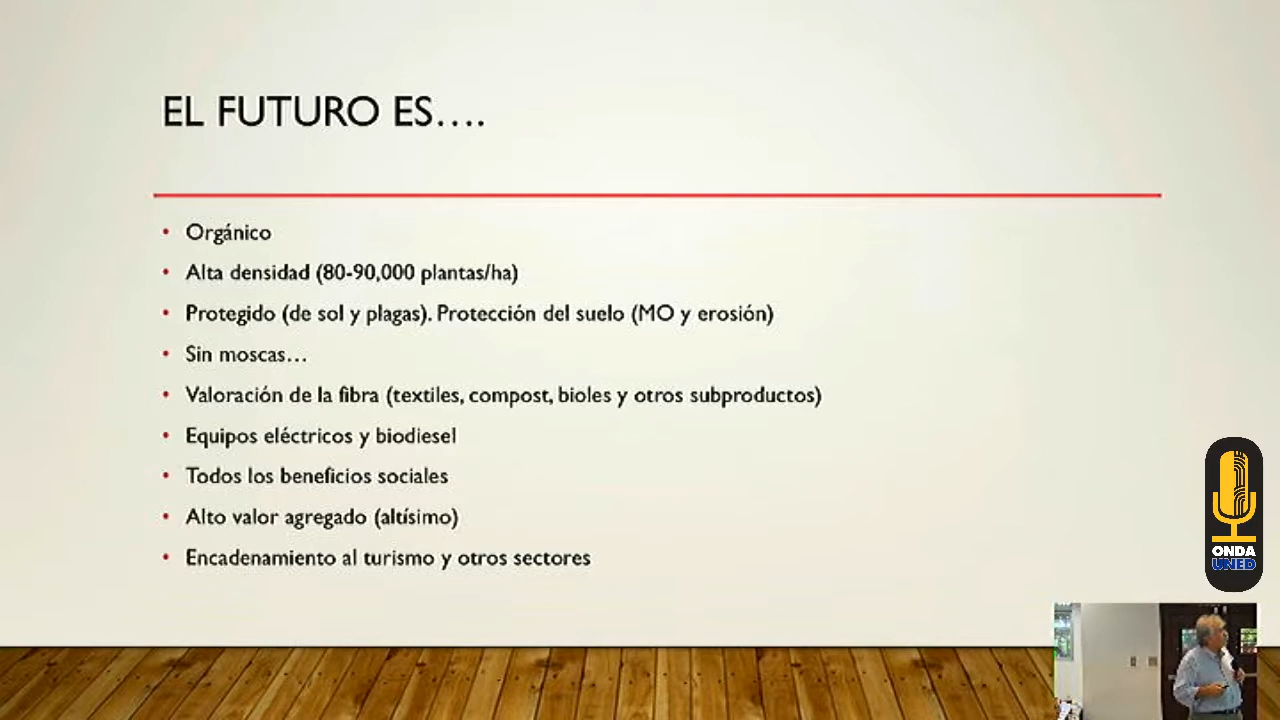 EL FUTURO ES….
• Orgánico
• Alta densidad (80-90,000 plantas/ha)
• Protegido (de sol y plagas). Protección del suelo (MO y erosión)
• Sin moscas…
• Valoración de la fibra (textiles, compost, bioles y otros subproductos)
• Equipos eléctricos y biodiesel
• Todos los beneficios sociales
• Alto valor agregado (altísimo)
• Encadenamiento al turismo y otros sectores
ONDA
UNED